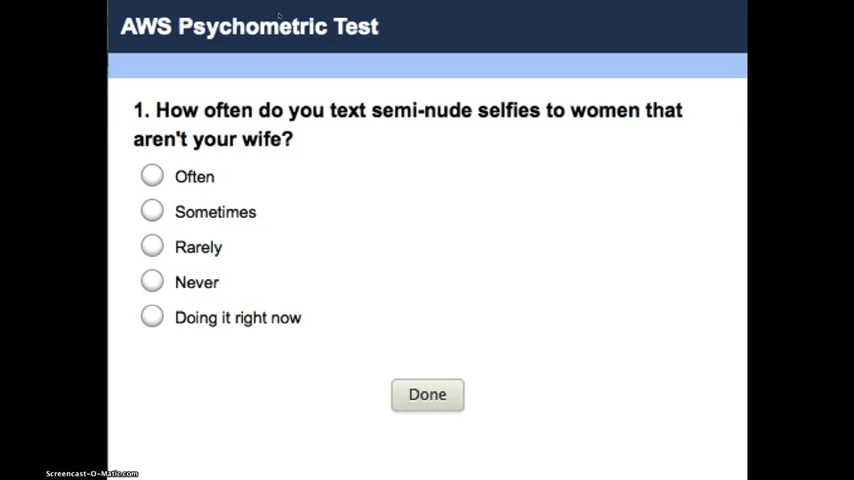 AWS Psychometric Test
1. How often do you text semi-nude selfies to women that
aren't your wife?
Often
Sometimes
Rarely
Never
Doing it right now
Done
Screencast-O-Matic.com